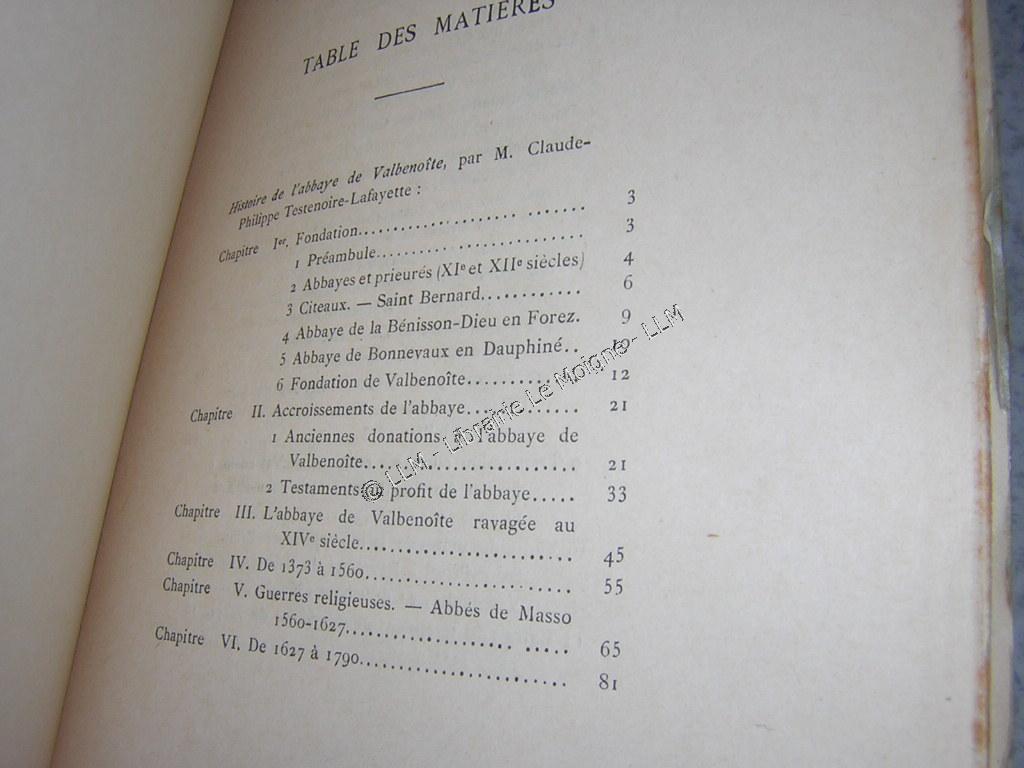 TABLE DES MATIÈRES
Histoire de l'abbaye de Valbenoîte, par M. Claude-
Philippe Testenoire-Lafayette :
Chapitre Ier. Fondation.................... ....... 3
1 Préambule............................ 3
2 Abbayes et prieurés (XIe et XIIe siècles) 4
3 Citeaux. — Saint Bernard............ 6
4 Abbaye de la Bénisson-Dieu en Forez. 9
5 Abbaye de Bonnevaux en Dauphiné.. 10
6 Fondation de Valbenoîte............. 12
Chapitre II. Accroissements de l'abbaye............. 21
1 Anciennes donations à l'abbaye de
Valbenoîte.......................... 21
2 Testaments au profit de l'abbaye..... 33
Chapitre III. L'abbaye de Valbenoîte ravagée au
XIVe siècle.......................... 45
Chapitre IV. De 1373 à 1560......................... 55
Chapitre V. Guerres religieuses. — Abbés de Masso
1560-1627.................... ..... 65
Chapitre VI. De 1627 à 1790......................... 81
© LLM - Librairie Le Moigne - LLM